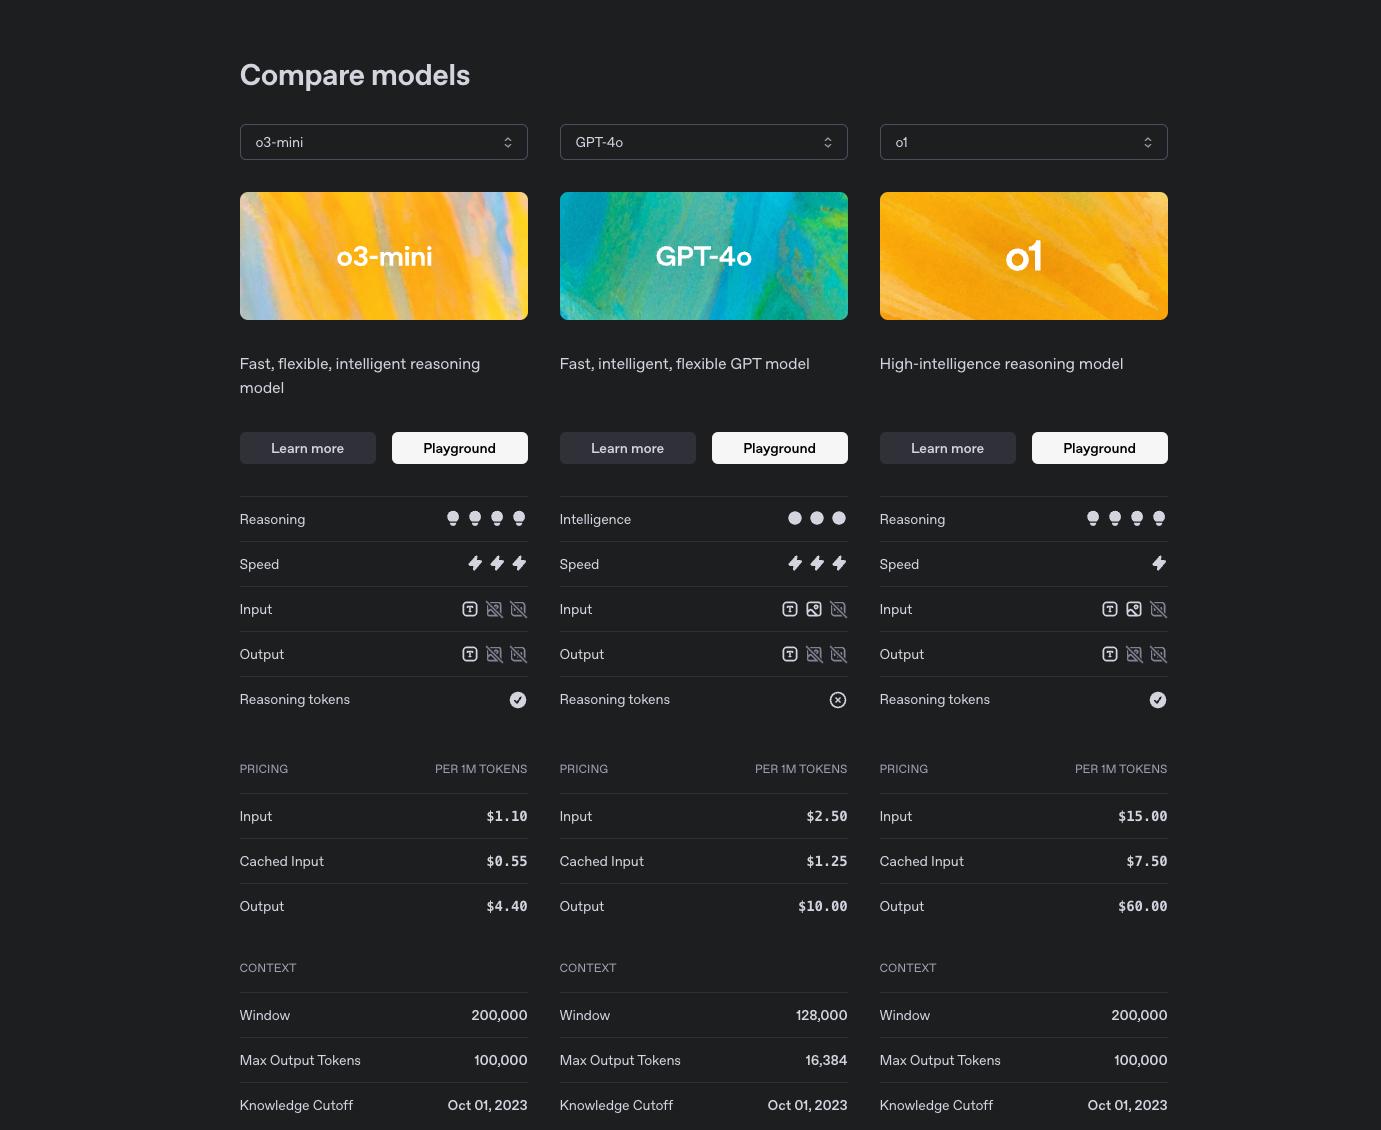 Compare models
o3-mini
GPT-4o
o1
o3-mini
GPT-4o
o1
Fast, flexible, intelligent reasoning
model
Fast, intelligent, flexible GPT model
High-intelligence reasoning model
Learn more Playground
Learn more Playground
Learn more Playground
Reasoning
Intelligence
Reasoning
Speed
Speed
Speed
Input T
Input T
Input T
Output T
Output T
Output T
Reasoning tokens
Reasoning tokens
Reasoning tokens
PRICING PER 1M TOKENS
PRICING PER 1M TOKENS
PRICING PER 1M TOKENS
Input $1.10
Input $2.50
Input $15.00
Cached Input $0.55
Cached Input $1.25
Cached Input $7.50
Output $4.40
Output $10.00
Output $60.00
CONTEXT
CONTEXT
CONTEXT
Window 200,000
Window 128,000
Window 200,000
Max Output Tokens 100,000
Max Output Tokens 16,384
Max Output Tokens 100,000
Knowledge Cutoff Oct 01, 2023
Knowledge Cutoff Oct 01, 2023
Knowledge Cutoff Oct 01, 2023